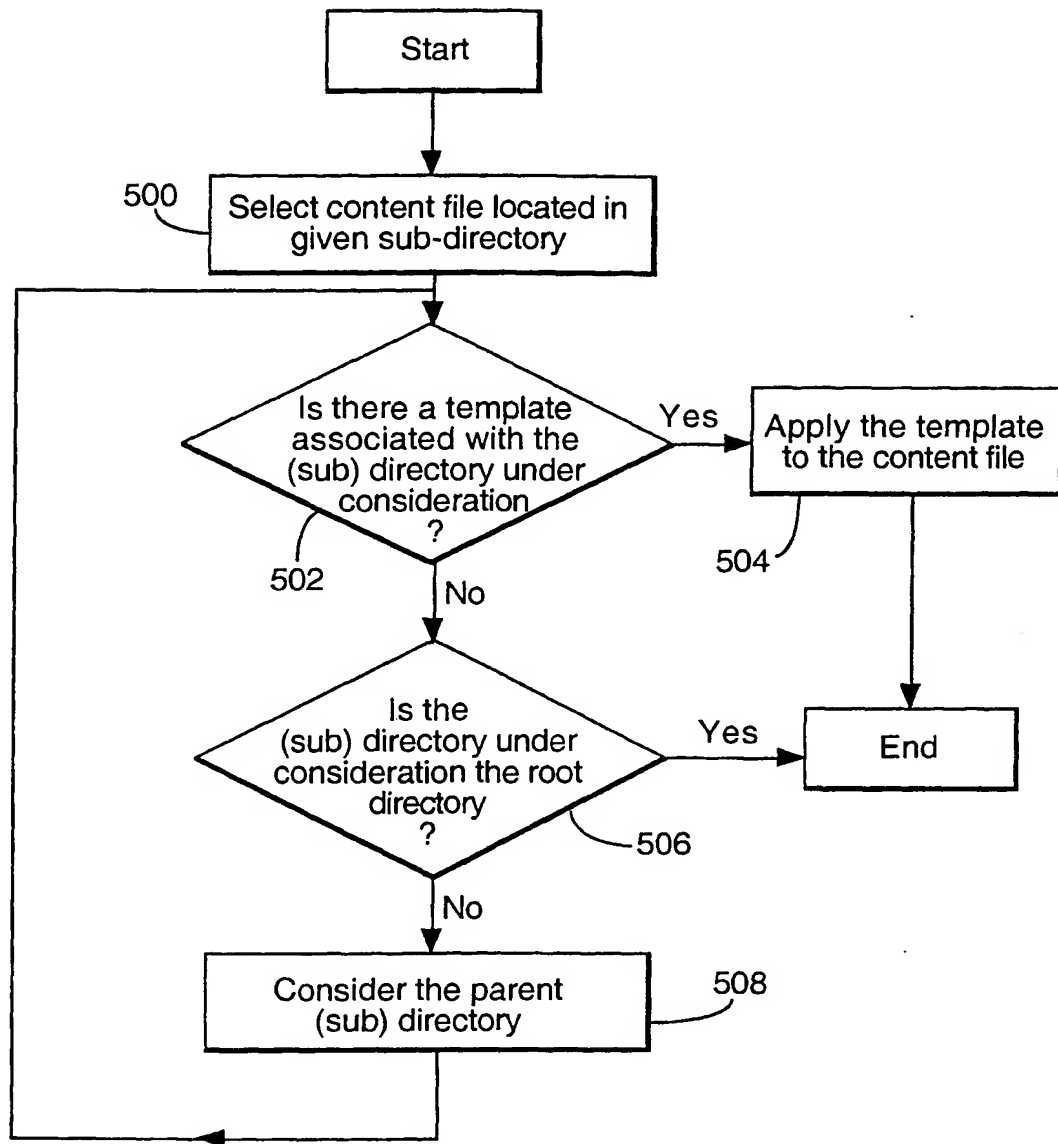 Start
500
Select content file located in
given sub-directory
Is there a template
associated with the
(sub) directory under
consideration
?
Yes
Apply the template
to the content file
502
504
No
Is the
(sub) directory under
consideration the root
directory
?
Yes
End
506
No
Consider the parent
(sub) directory
508